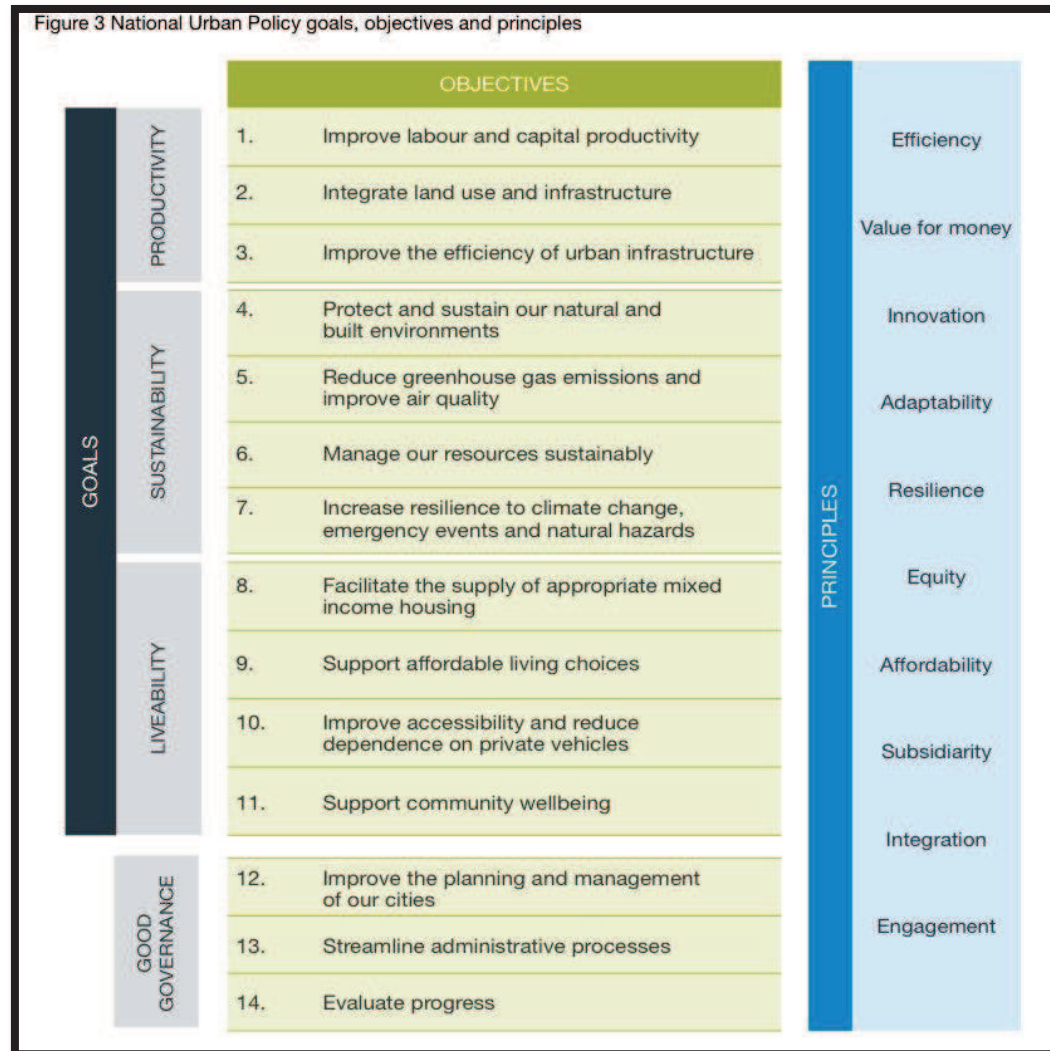 Figure 3 National Urban Policy goals, objectives and principles
OBJECTIVES
GOALS
PRODUCTIVITY
1. Improve labour and capital productivity
2. Integrate land use and infrastructure
3. Improve the efficiency of urban infrastructure
SUSTAINABILITY
4. Protect and sustain our natural and
built environments
5. Reduce greenhouse gas emissions and
improve air quality
6. Manage our resources sustainably
7. Increase resilience to climate change,
emergency events and natural hazards
LIVEABILITY
8. Facilitate the supply of appropriate mixed
income housing
9. Support affordable living choices
10. Improve accessibility and reduce
dependence on private vehicles
11. Support community wellbeing
GOOD
GOVERNANCE
12. Improve the planning and management
of our cities
13. Streamline administrative processes
14. Evaluate progress
PRINCIPLES
Efficiency
Value for money
Innovation
Adaptability
Resilience
Equity
Affordability
Subsidiarity
Integration
Engagement